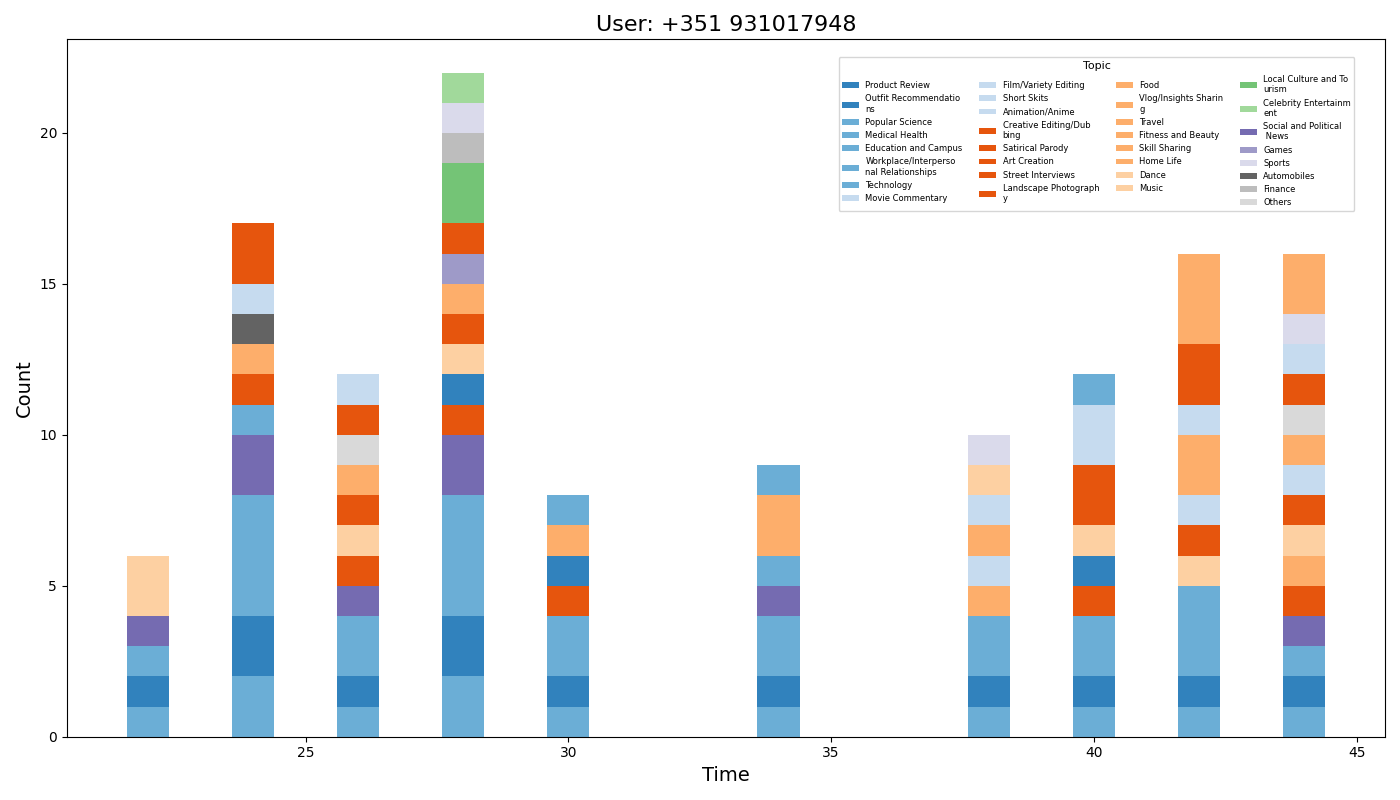 User: +351 931017948
Topic
Product Review
Outfit Recommendatio
ns
Popular Science
Medical Health
Education and Campus
Workplace/Interperso
nal Relationships
Technology
Movie Commentary
Film/Variety Editing
Short Skits
Animation/Anime
Creative Editing/Dub
bing
Satirical Parody
Art Creation
Street Interviews
Landscape Photograph
y
Food
Vlog/Insights Sharin
g
Travel
Fitness and Beauty
Skill Sharing
Home Life
Dance
Music
Local Culture and To
urism
Celebrity Entertainm
ent
Social and Political
News
Games
Sports
Automobiles
Finance
Others
Count
20
15
10
5
0
25
30
35
40
45
Time